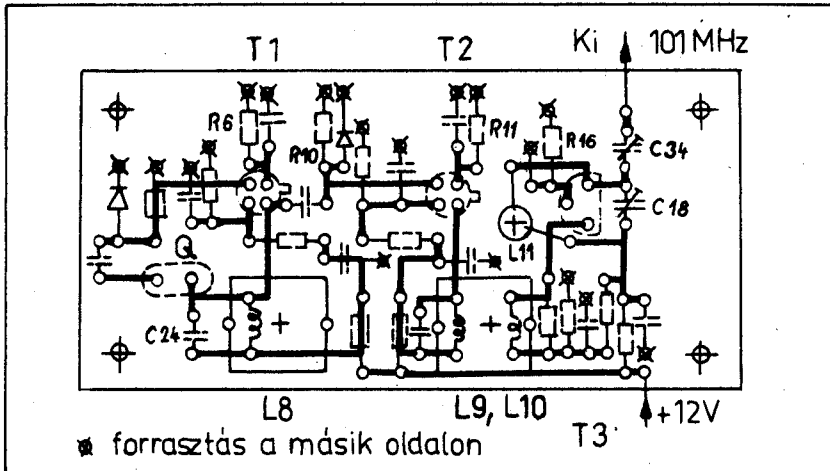 T1 T2 Ki 101 MHz
R6 R10 R11 R16 C34
C18
L11
Q
C24
L8 L9, L10 T3 +12V
forrasztás a másik oldalon